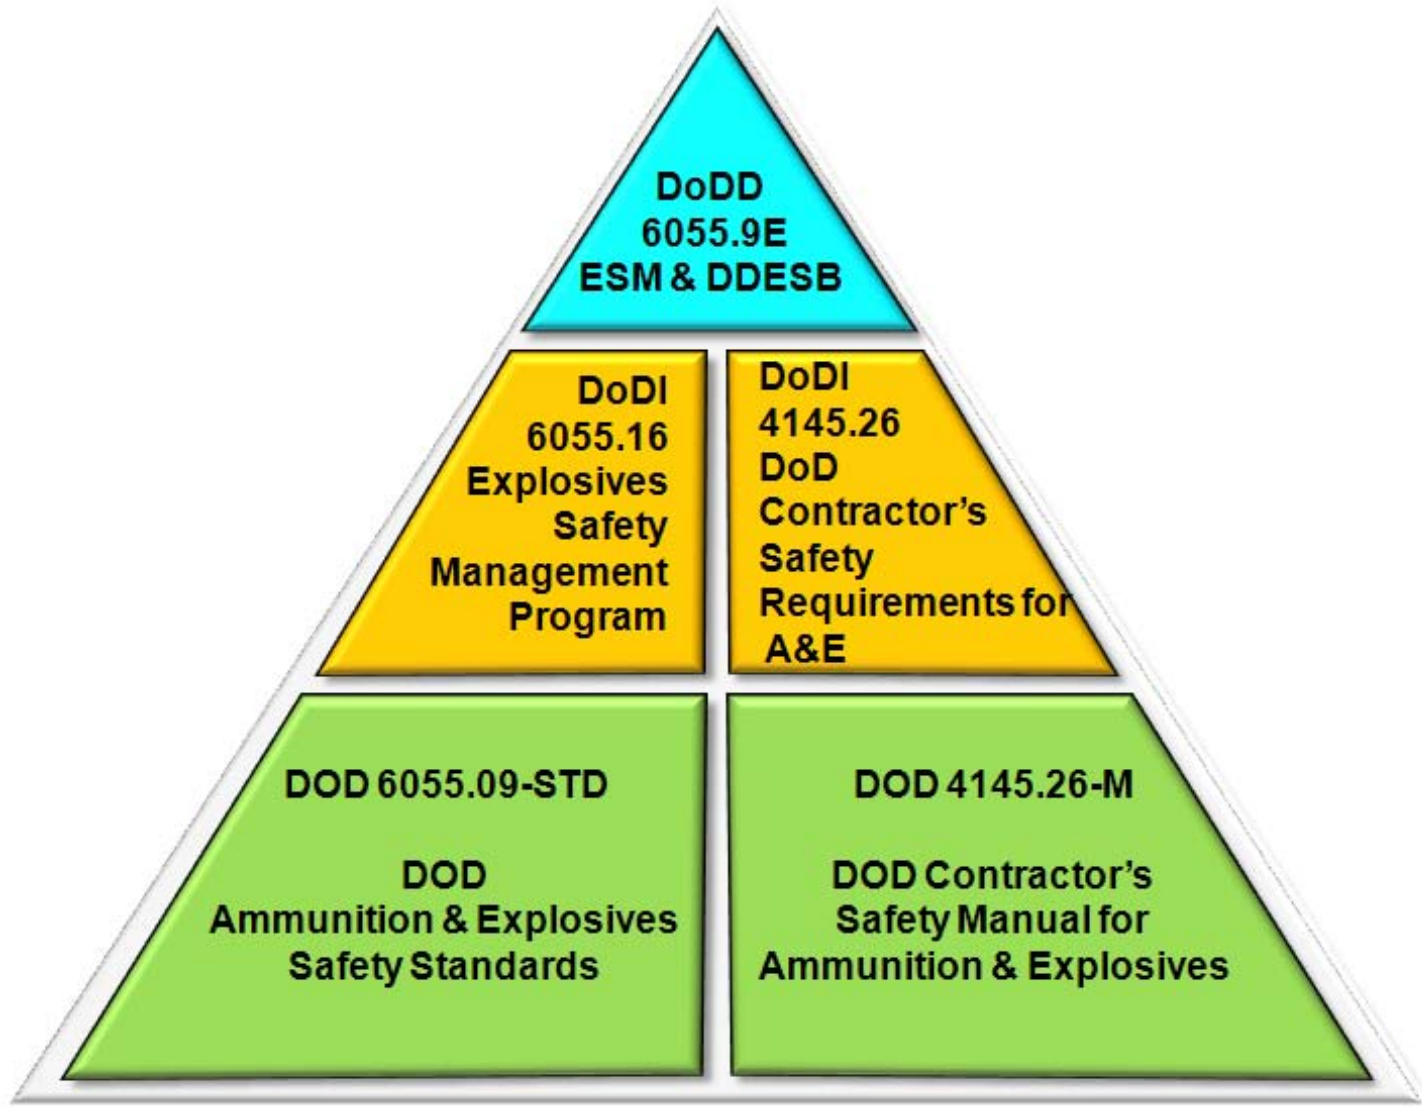 DoDD
6055.9E
ESM & DDESB
DoDI
6055.16
Explosives
Safety
Management
Program
DoDI
4145.26
DoD
Contractor’s
Safety
Requirements for
A&E
DOD 6055.09-STD
DOD
Ammunition & Explosives
Safety Standards
DOD 4145.26-M
DOD Contractor’s
Safety Manual for
Ammunition & Explosives